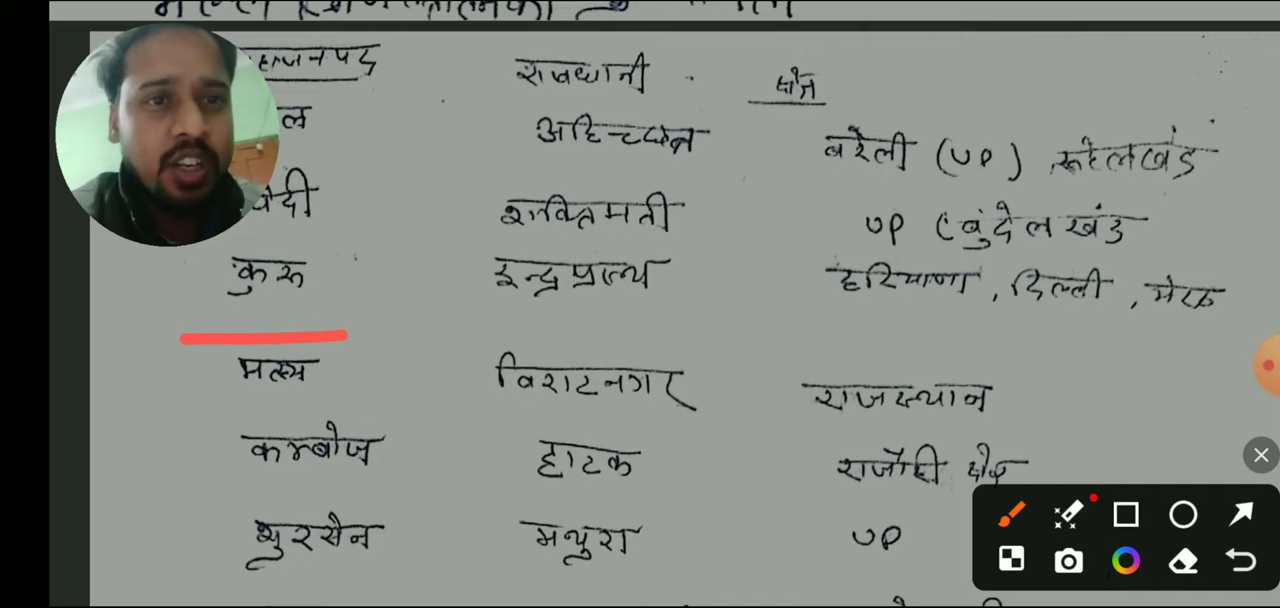 महाजनपद राजधानी क्षेत्र
ल अहिच्छत्र बरेली (UP) रूहेलखंड
चेदी शक्तिमती UP (बुंदेलखंड
कुरू इन्द्रप्रस्थ हरियाणा, दिल्ली, मेरठ
मत्स्य विराटनगर राजस्थान
कम्बोज हाटक राजौरी क्षेत्र
शुरसेन मथुरा UP